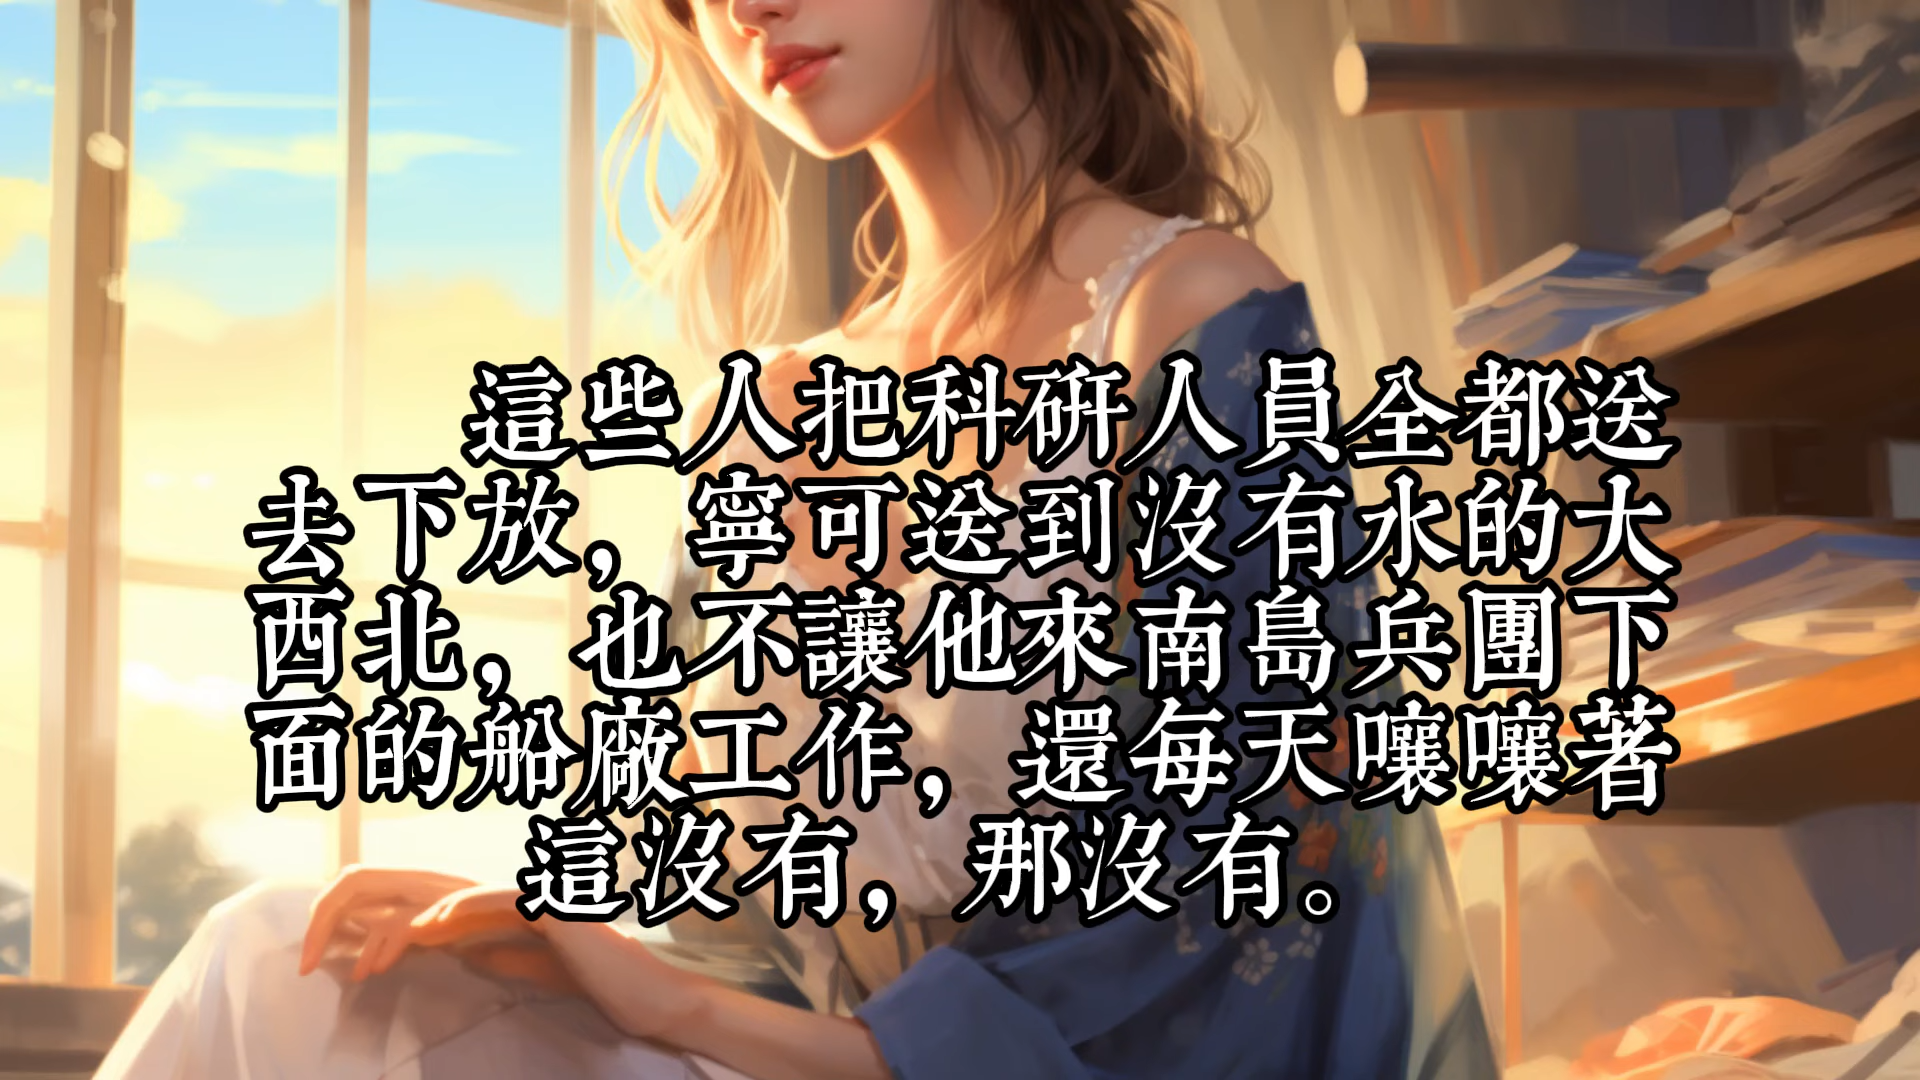 這些人把科研人員全都送
去下放，寧可送到沒有水的大
西北，也不讓他來南島兵團下
面的船廠工作，還每天嚷嚷著
這沒有，那沒有。